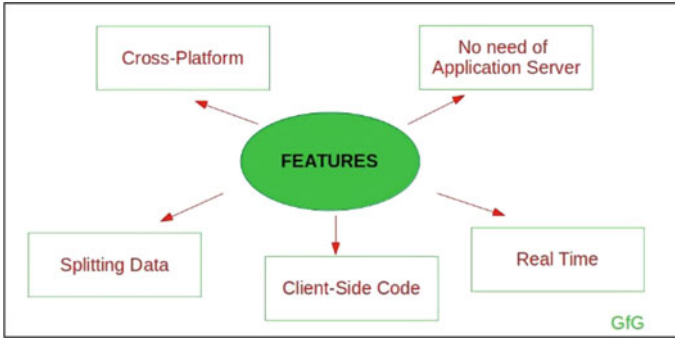 Cross-Platform
No need of
Application Server
FEATURES
Splitting Data
Client-Side Code
Real Time
GfG